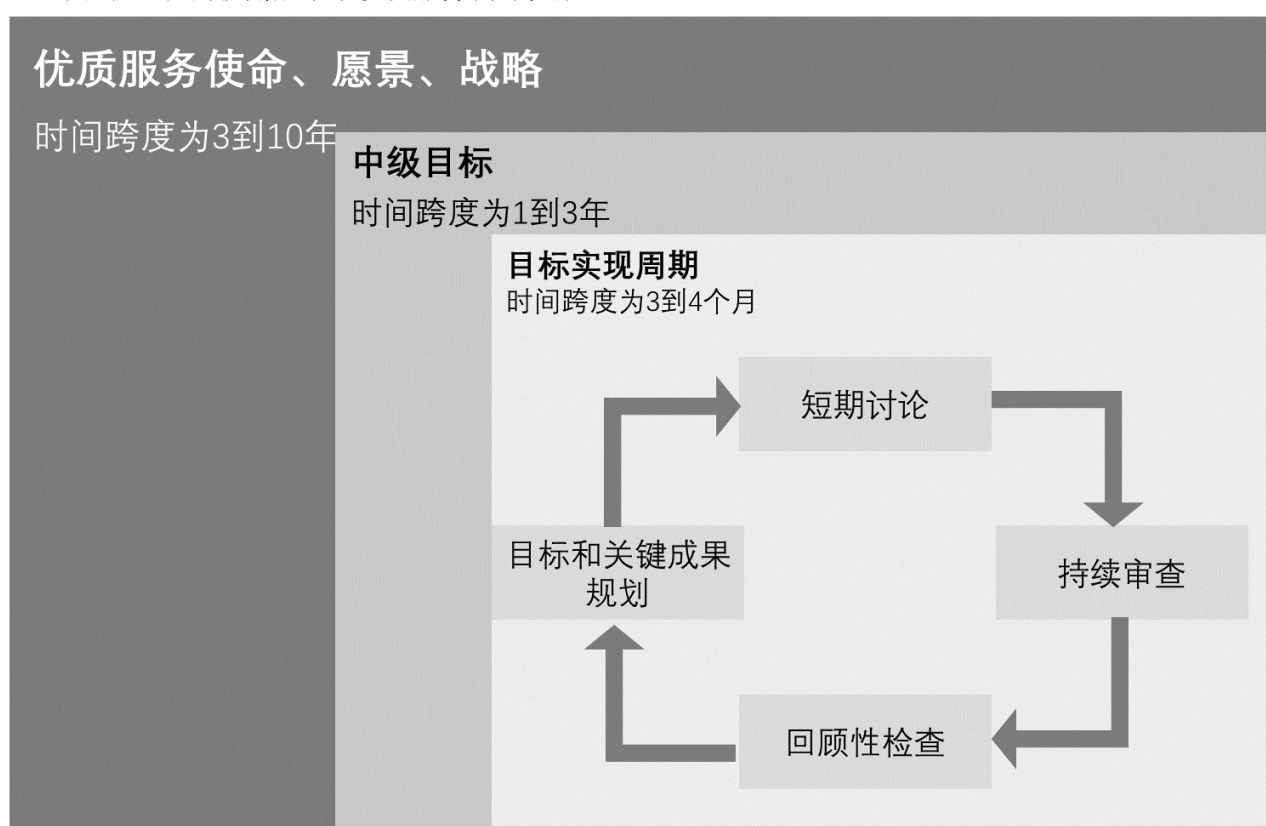 优质服务使命、愿景、战略
时间跨度为3到10年
中级目标
时间跨度为1到3年
目标实现周期
时间跨度为3到4个月
短期讨论
目标和关键成果
规划
持续审查
回顾性检查